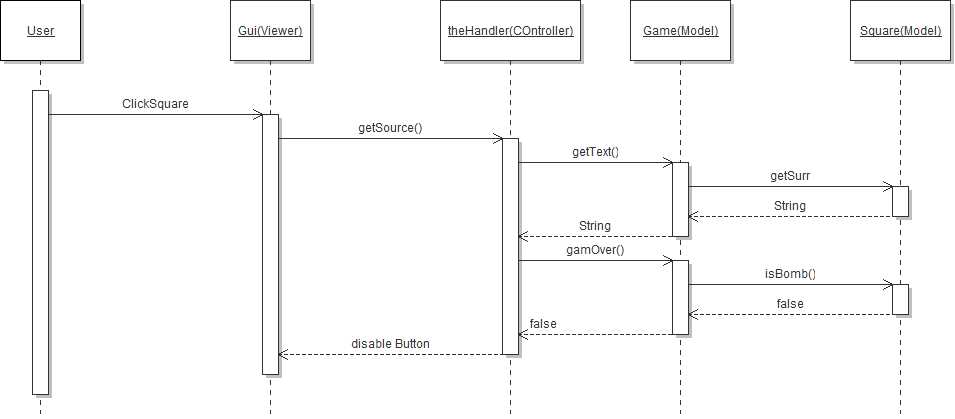 User
Gui(Viewer)
theHandler(COntroller)
Game(Model)
Square(Model)
ClickSquare
getSource()
getText()
getSurr
String
String
gamOver()
isBomb()
false
false
disable Button